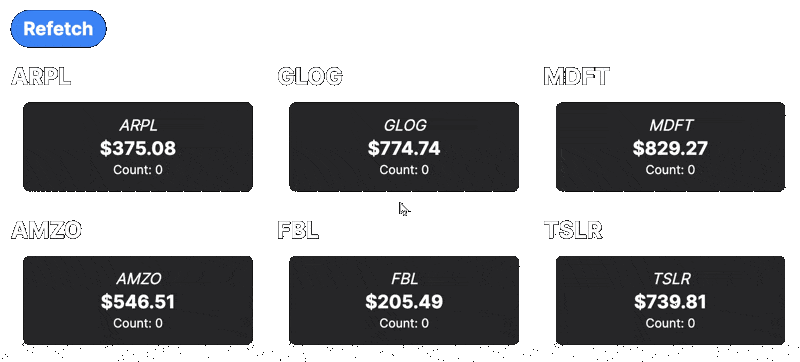 Refetch
ARPL
GLOG
MDFT
ARPL
$375.08
Count: 0
GLOG
$774.74
Count: 0
MDFT
$829.27
Count: 0
AMZO
FBL
TSLR
AMZO
$546.51
Count: 0
FBL
$205.49
Count: 0
TSLR
$739.81
Count: 0